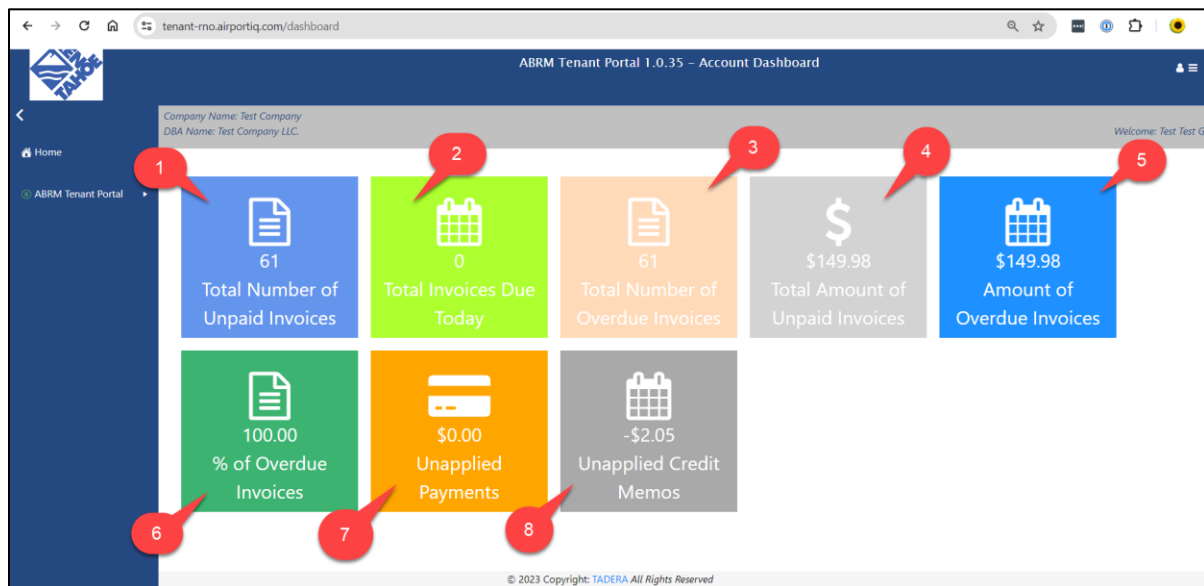 tenant-rno.airportiq.com/dashboard
TAHOE
ABRM Tenant Portal 1.0.35 – Account Dashboard
Company Name: Test Company
DBA Name: Test Company LLC.
Welcome: Test Test G
Home
ABRM Tenant Portal
1
2
3
4
5
61
Total Number of
Unpaid Invoices
0
Total Invoices Due
Today
61
Total Number of
Overdue Invoices
$149.98
Total Amount of
Unpaid Invoices
$149.98
Amount of
Overdue Invoices
100.00
% of Overdue
Invoices
$0.00
Unapplied
Payments
-$2.05
Unapplied Credit
Memos
6
7
8
© 2023 Copyright: TADERA All Rights Reserved